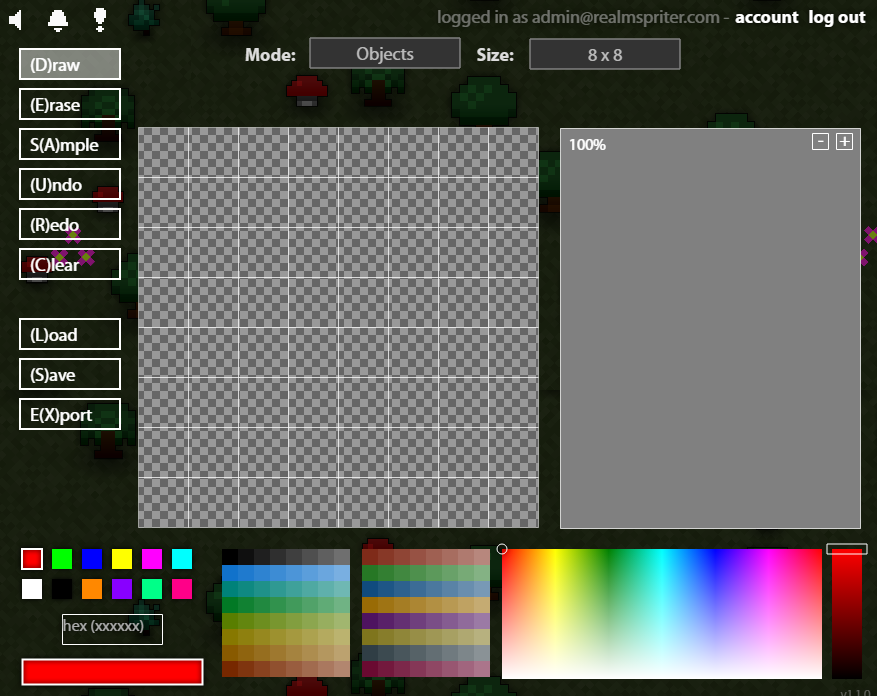 logged in as admin@realmspriter.com - account log out
Mode: Objects Size: 8 x 8
(D)raw
(E)rase
S(A)mple
(U)ndo
(R)edo
(C)lear
(L)oad
(S)ave
E(X)port
100% - +
hex (xxxxxx)
v1.1.0